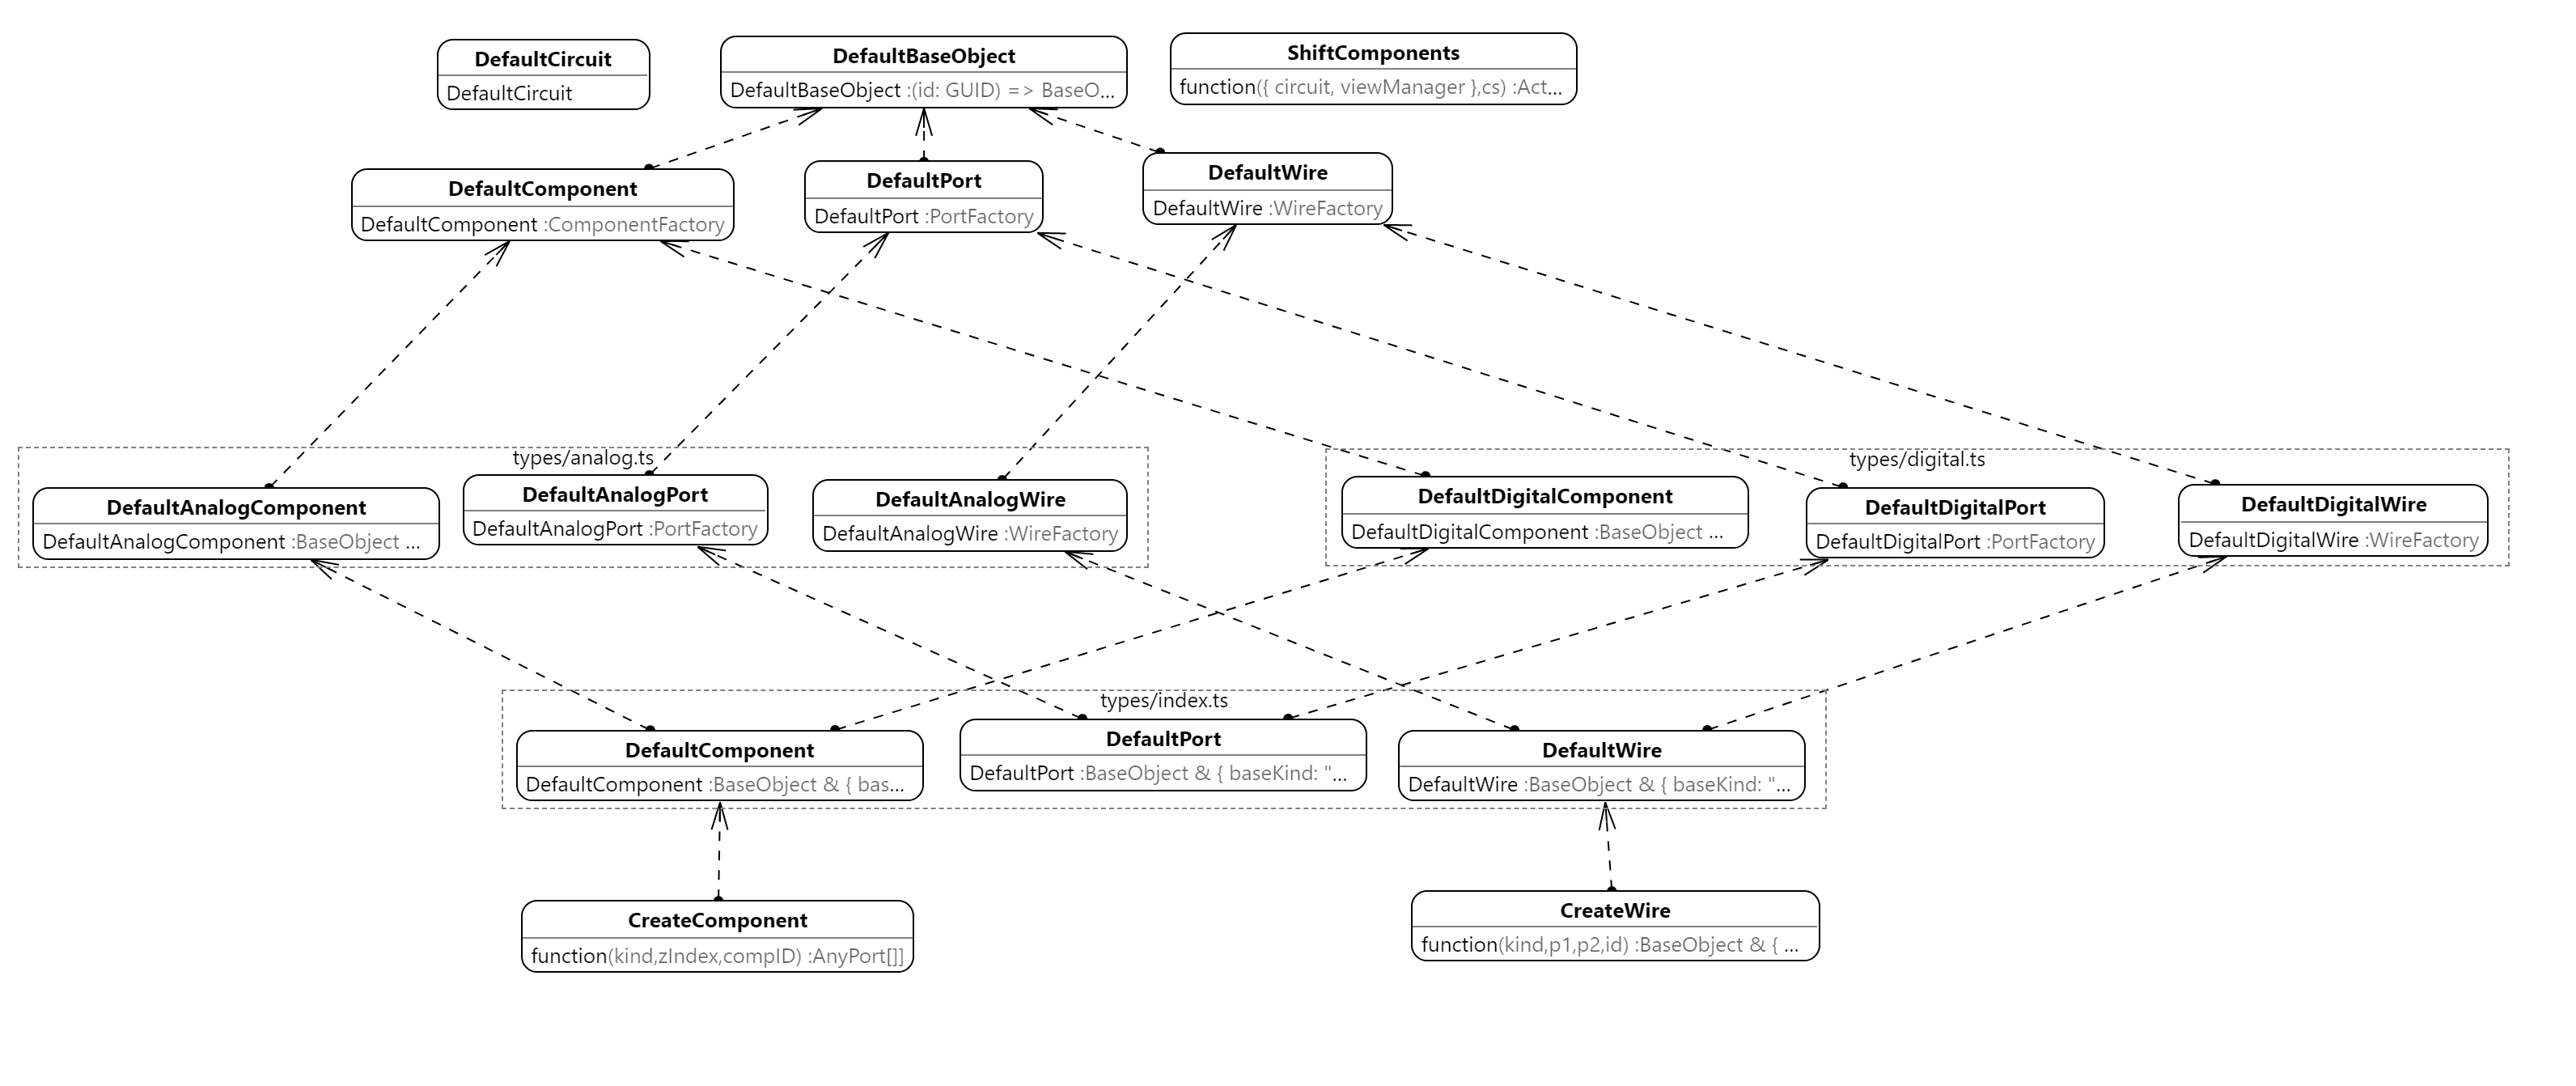 DefaultCircuit
DefaultCircuit
DefaultBaseObject
DefaultBaseObject :(id: GUID) => BaseO...
ShiftComponents
function({ circuit, viewManager },cs) :Act...
DefaultComponent
DefaultComponent :ComponentFactory
DefaultPort
DefaultPort :PortFactory
DefaultWire
DefaultWire :WireFactory
types/analog.ts
DefaultAnalogComponent
DefaultAnalogComponent :BaseObject ...
DefaultAnalogPort
DefaultAnalogPort :PortFactory
DefaultAnalogWire
DefaultAnalogWire :WireFactory
types/digital.ts
DefaultDigitalComponent
DefaultDigitalComponent :BaseObject ...
DefaultDigitalPort
DefaultDigitalPort :PortFactory
DefaultDigitalWire
DefaultDigitalWire :WireFactory
types/index.ts
DefaultComponent
DefaultComponent :BaseObject & { bas...
DefaultPort
DefaultPort :BaseObject & { baseKind: "...
DefaultWire
DefaultWire :BaseObject & { baseKind: "...
CreateComponent
function(kind,zIndex,compID) :AnyPort[]]
CreateWire
function(kind,p1,p2,id) :BaseObject & { ...